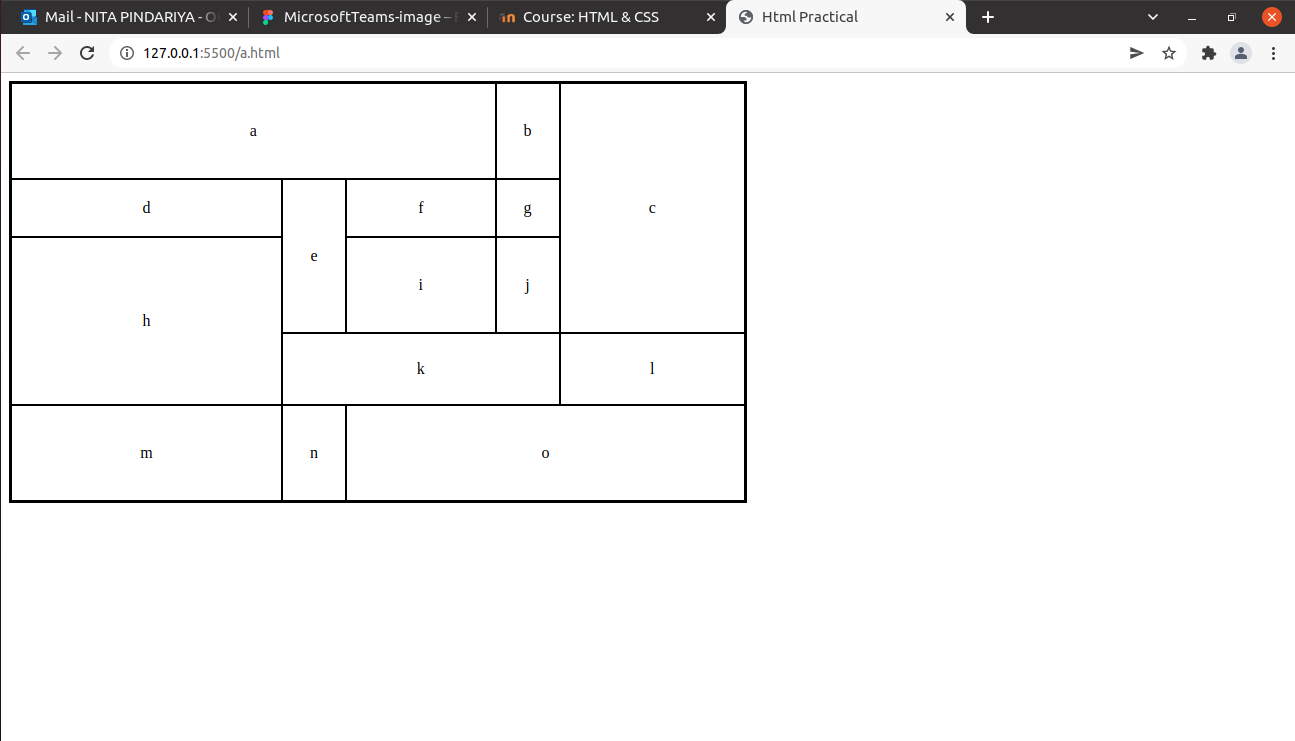 Mail - NITA PINDARIYA - O
MicrosoftTeams-image –
Course: HTML & CSS
Html Practical
127.0.0.1:5500/a.html
a
b
c
d
e
f
g
h
i
j
k
l
m
n
o